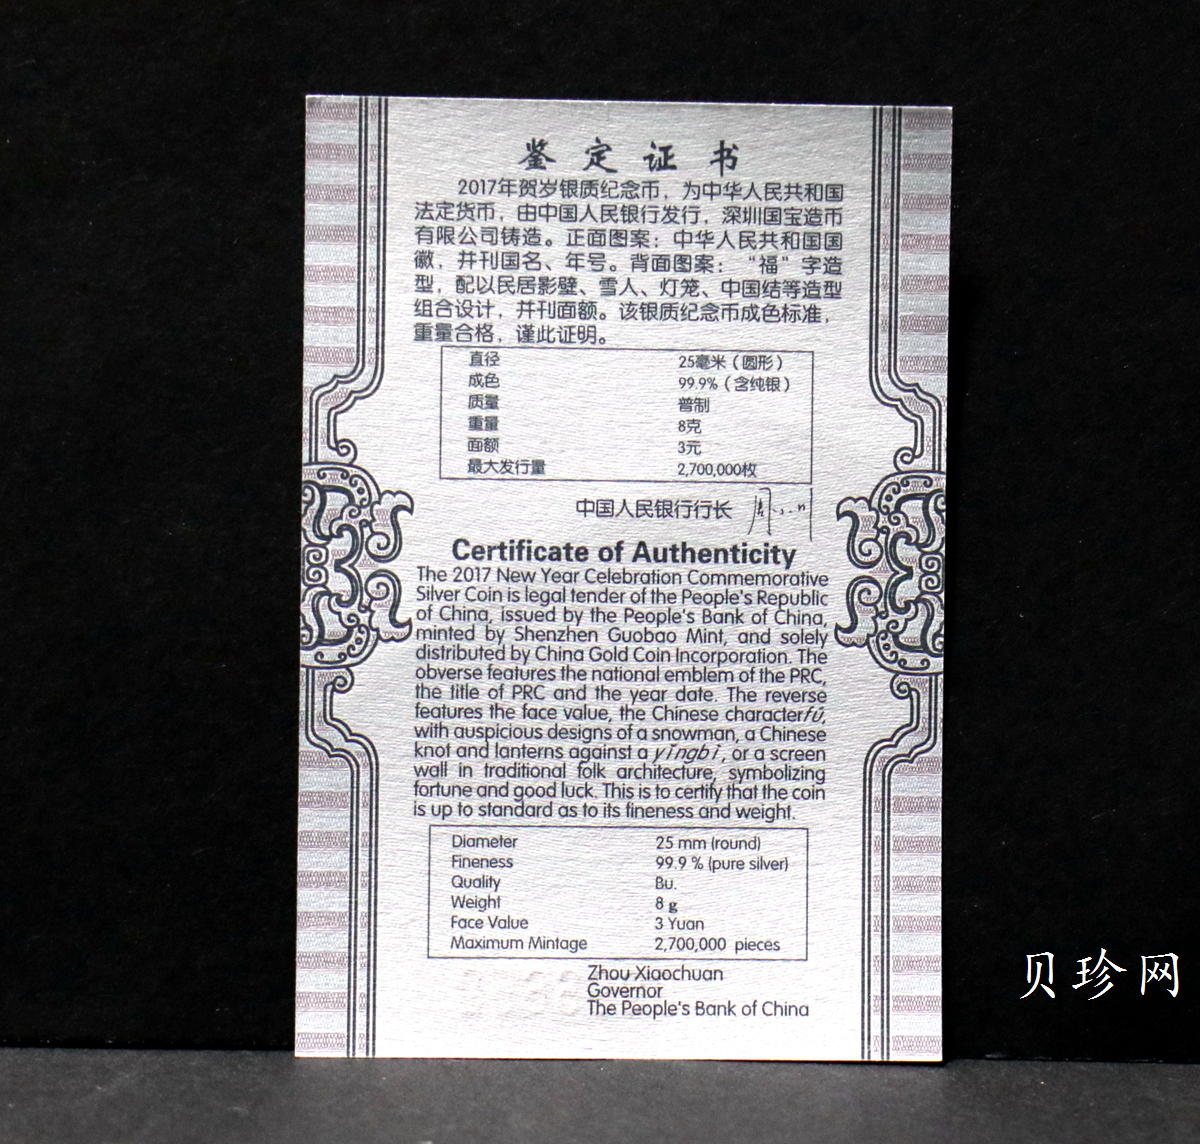 鉴定证书
2017年贺岁银质纪念币，为中华人民共和国
法定货币，由中国人民银行发行，深圳国宝造币
有限公司铸造。正面图案：中华人民共和国国
徽，并刊国名、年号。背面图案：“福”字造
型，配以民居影壁、雪人、灯笼、中国结等造型
组合设计，并刊面额。该银质纪念币成色标准，
重量合格，谨此证明。
直径 25毫米（圆形）
成色 99.9%（含纯银）
质量 普制
重量 8克
面额 3元
最大发行量 2,700,000枚
中国人民银行行长
Certificate of Authenticity
The 2017 New Year Celebration Commemorative
Silver Coin is legal tender of the People's Republic
of China, issued by the People's Bank of China,
minted by Shenzhen Guobao Mint, and solely
distributed by China Gold Coin Incorporation. The
obverse features the national emblem of the PRC,
the title of PRC and the year date. The reverse
features the face value, the Chinese characterfú,
with auspicious designs of a snowman, a Chinese
knot and lanterns against a yǐngbì, or a screen
wall in traditional folk architecture, symbolizing
fortune and good luck. This is to certify that the coin
is up to standard as to its fineness and weight.
Diameter 25 mm (round)
Fineness 99.9 % (pure silver)
Quality Bu.
Weight 8 g
Face Value 3 Yuan
Maximum Mintage 2,700,000 pieces
Zhou Xiaochuan
Governor
The People's Bank of China
贝珍网